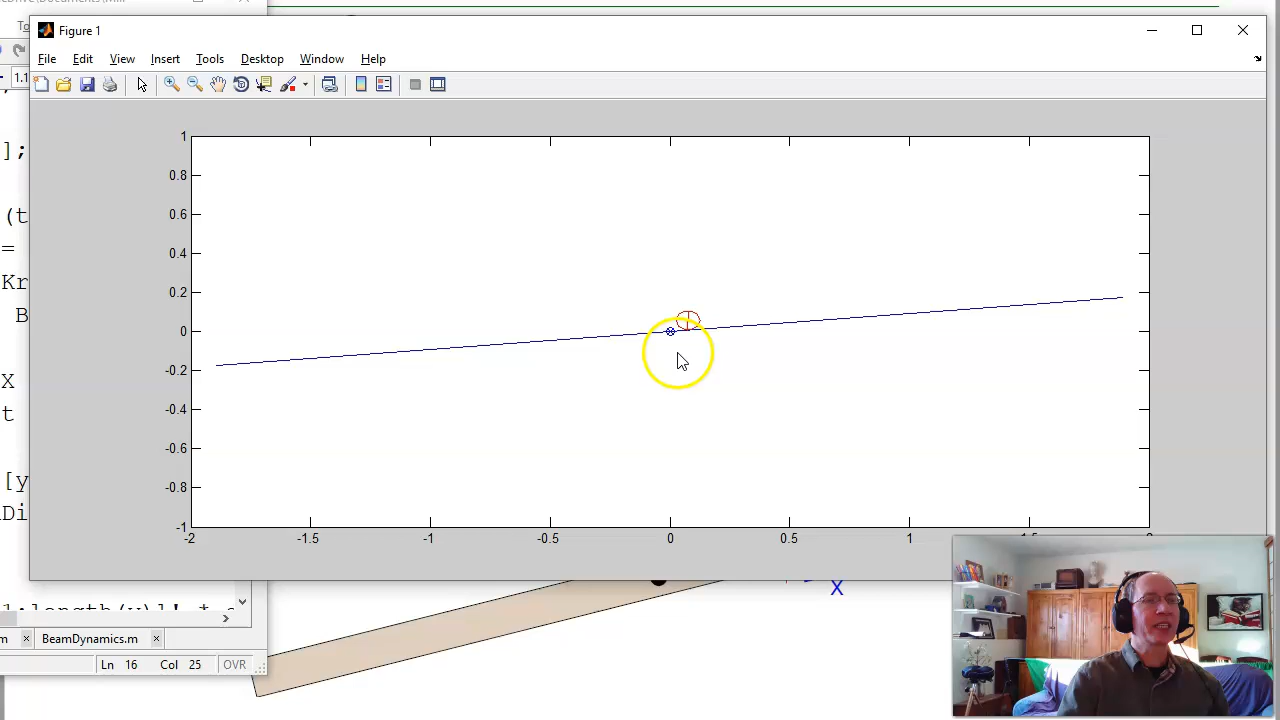 Figure 1
File Edit View Insert Tools Desktop Window Help
1.1
];
(t
=
Kr
B
X
t
[y
Di
1
0.8
0.6
0.4
0.2
0
-0.2
-0.4
-0.6
-0.8
-1
-2 -1.5 -1 -0.5 0 0.5 1
X
m BeamDynamics.m
Ln 16 Col 25 OVR